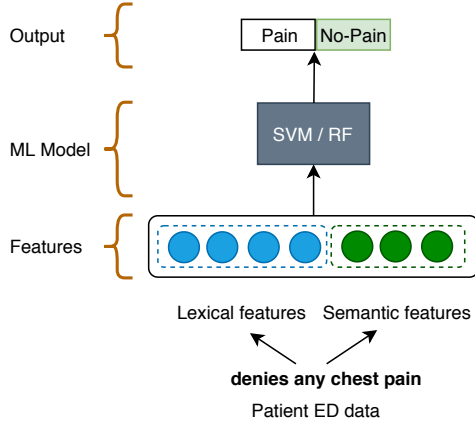 Output
Pain
No-Pain
ML Model
SVM / RF
Features
Lexical features
Semantic features
denies any chest pain
Patient ED data